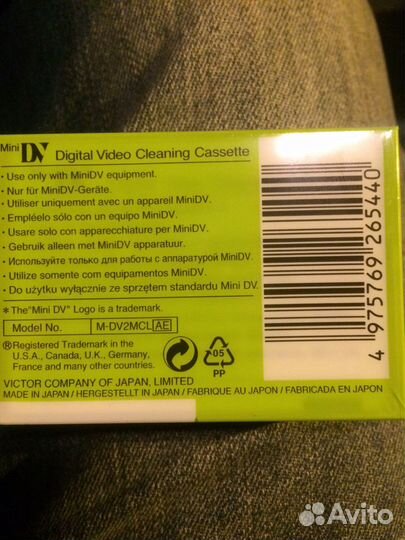 Mini DV Digital Video Cleaning Cassette
• Use only with MiniDV equipment.
• Nur für MiniDV-Geräte.
• Utiliser uniquement avec un appareil MiniDV.
• Empléelo sólo con un equipo MiniDV.
• Usare solo con apparecchiature per MiniDV.
• Gebruik alleen met MiniDV apparatuur.
• Используйте только для работы с аппаратурой MiniDV.
• Utilize somente com equipamentos MiniDV.
• Do użytku wyłącznie ze sprzętem standardu Mini DV.
* The"Mini DV" Logo is a trademark.
Model No. M-DV2MCL AE
® Registered Trademark in the
U.S.A., Canada, U.K., Germany,
France and many other countries.
05
PP
VICTOR COMPANY OF JAPAN, LIMITED
MADE IN JAPAN / HERGESTELLT IN JAPAN / FABRIQUE AU JAPON / FABRICADA EN JAPON
4 975769 265440
Avito